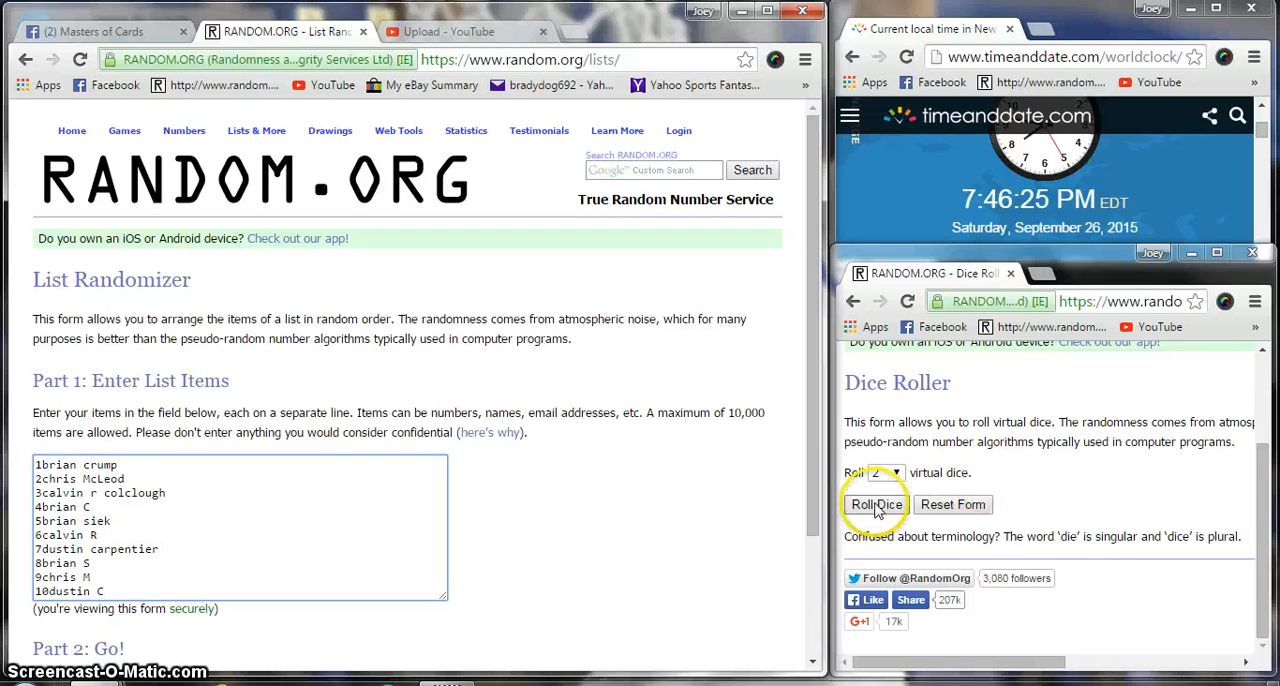 (2) Masters of Cards
RANDOM.ORG - List Ranc
Upload - YouTube
Joey
RANDOM.ORG (Randomness a...grity Services Ltd) [IE]
https://www.random.org/lists/
Apps
Facebook
http://www.random....
YouTube
My eBay Summary
bradydog692 - Yah...
Yahoo Sports Fantas...
»
Home
Games
Numbers
Lists & More
Drawings
Web Tools
Statistics
Testimonials
Learn More
Login
RANDOM.ORG
Search RANDOM.ORG
Google™ Custom Search
Search
True Random Number Service
Do you own an iOS or Android device? Check out our app!
List Randomizer
This form allows you to arrange the items of a list in random order. The randomness comes from atmospheric noise, which for many
purposes is better than the pseudo-random number algorithms typically used in computer programs.
Part 1: Enter List Items
Enter your items in the field below, each on a separate line. Items can be numbers, names, email addresses, etc. A maximum of 10,000
items are allowed. Please don't enter anything you would consider confidential (here's why).
1brian crump
2chris McLeod
3calvin r colclough
4brian C
5brian siek
6calvin R
7dustin carpentier
8brian S
9chris M
10dustin C
(you're viewing this form securely)
Part 2: Go!
Screencast-O-Matic.com
Current local time in New
Joey
www.timeanddate.com/worldclock/
Apps
Facebook
http://www.random....
YouTube
»
timeanddate.com
8 7 6 5 4
7:46:25 PM EDT
Saturday, September 26, 2015
Joey
RANDOM.ORG - Dice Roll
RANDOM....d) [IE]
https://www.rando
Apps
Facebook
http://www.random....
YouTube
»
Do you own an iOS or Android device? Check out our app!
Dice Roller
This form allows you to roll virtual dice. The randomness comes from atmosp
pseudo-random number algorithms typically used in computer programs.
Roll 2 virtual dice.
Roll Dice
Reset Form
Confused about terminology? The word 'die' is singular and 'dice' is plural.
Follow @RandomOrg
3,080 followers
Like
Share
207k
G+1
17k